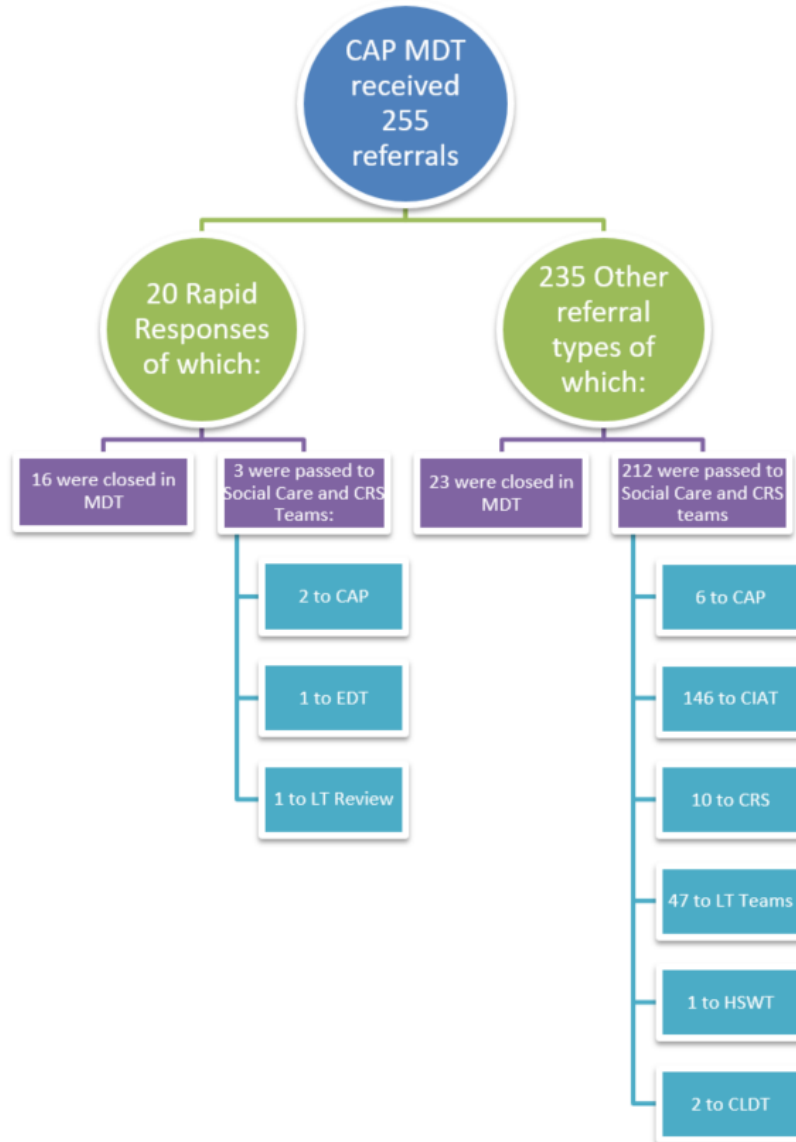 CAP MDT
received
255
referrals
20 Rapid
Responses
of which:
235 Other
referral
types of
which:
16 were closed in
MDT
3 were passed to
Social Care and CRS
Teams:
23 were closed in
MDT
212 were passed to
Social Care and CRS
teams
2 to CAP
1 to EDT
1 to LT Review
6 to CAP
146 to CIAT
10 to CRS
47 to LT Teams
1 to HSWT
2 to CLDT